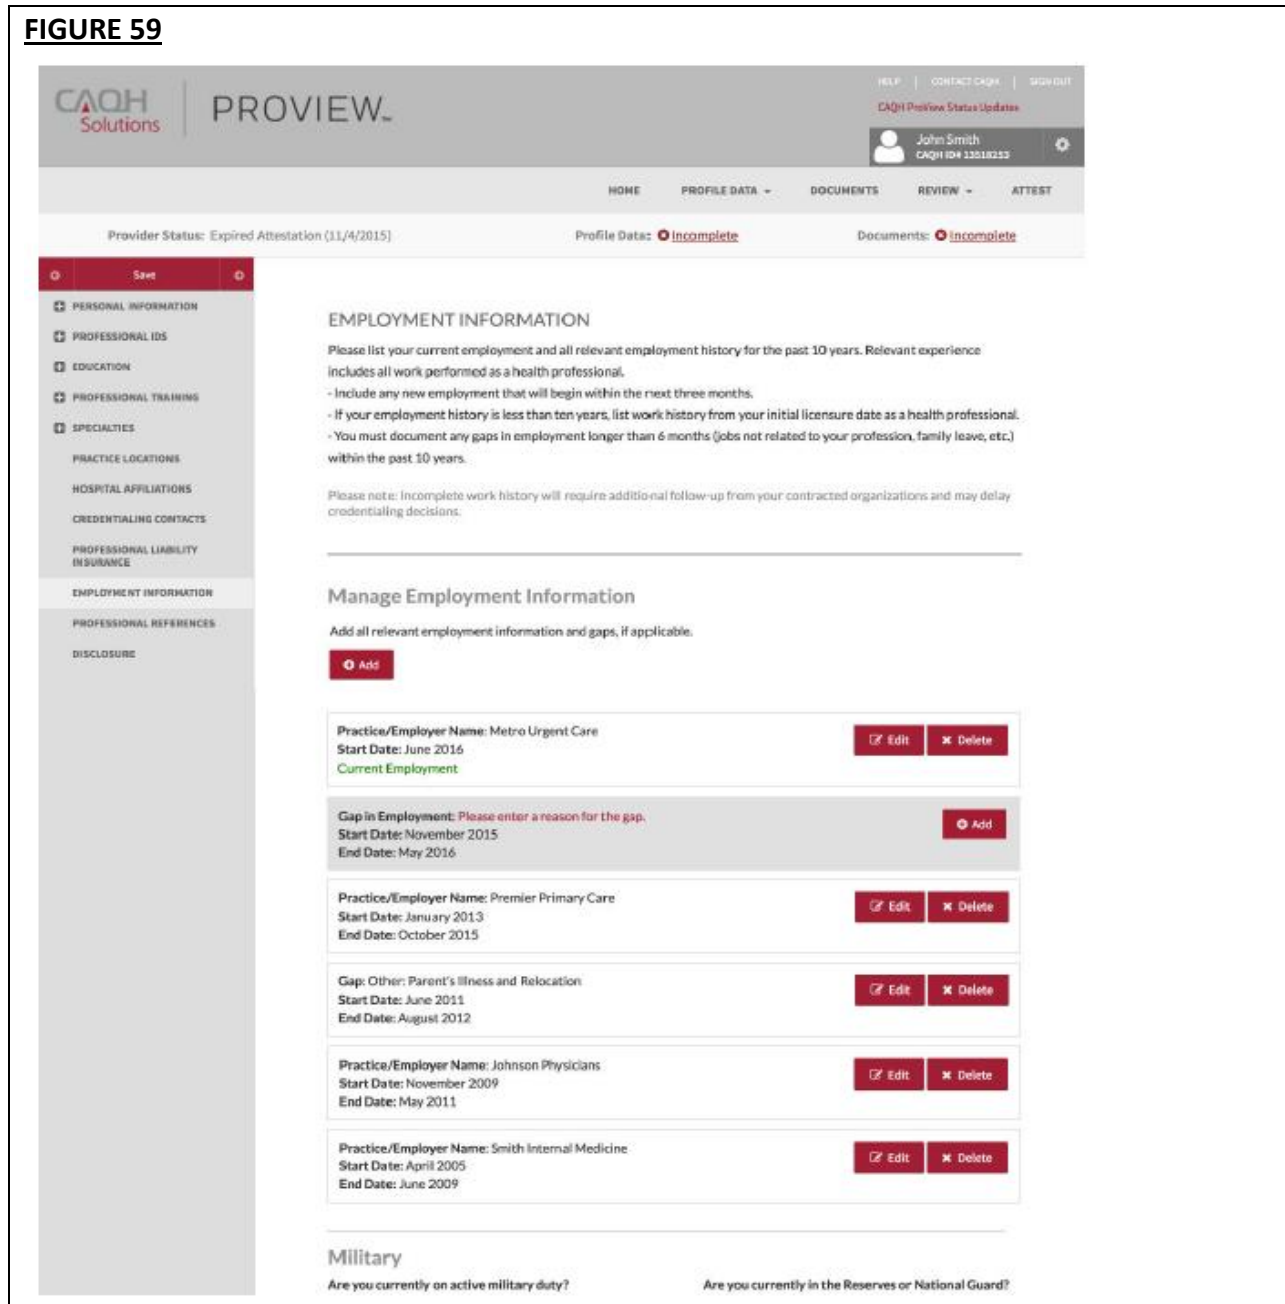 FIGURE 59
CAQH
Solutions
PROVIEW™
HELP | CONTACT CAQH | SIGN OUT
CAQH ProView Status Updates
John Smith
CAQH ID# 13518253
HOME PROFILE DATA DOCUMENTS REVIEW ATTEST
Provider Status: Expired Attestation (11/4/2015) Profile Data: Incomplete Documents: Incomplete
Save
PERSONAL INFORMATION
PROFESSIONAL IDS
EDUCATION
PROFESSIONAL TRAINING
SPECIALTIES
PRACTICE LOCATIONS
HOSPITAL AFFILIATIONS
CREDENTIALING CONTACTS
PROFESSIONAL LIABILITY
INSURANCE
EMPLOYMENT INFORMATION
PROFESSIONAL REFERENCES
DISCLOSURE
EMPLOYMENT INFORMATION
Please list your current employment and all relevant employment history for the past 10 years. Relevant experience
includes all work performed as a health professional.
- Include any new employment that will begin within the next three months.
- If your employment history is less than ten years, list work history from your initial licensure date as a health professional.
- You must document any gaps in employment longer than 6 months (jobs not related to your profession, family leave, etc.)
within the past 10 years.
Please note: Incomplete work history will require additional follow-up from your contracted organizations and may delay
credentialing decisions.
Manage Employment Information
Add all relevant employment information and gaps, if applicable.
Add
Practice/Employer Name: Metro Urgent Care
Start Date: June 2016
Current Employment
Edit Delete
Gap in Employment: Please enter a reason for the gap.
Start Date: November 2015
End Date: May 2016
Add
Practice/Employer Name: Premier Primary Care
Start Date: January 2013
End Date: October 2015
Edit Delete
Gap: Other: Parent's Illness and Relocation
Start Date: June 2011
End Date: August 2012
Edit Delete
Practice/Employer Name: Johnson Physicians
Start Date: November 2009
End Date: May 2011
Edit Delete
Practice/Employer Name: Smith Internal Medicine
Start Date: April 2005
End Date: June 2009
Edit Delete
Military
Are you currently on active military duty? Are you currently in the Reserves or National Guard?